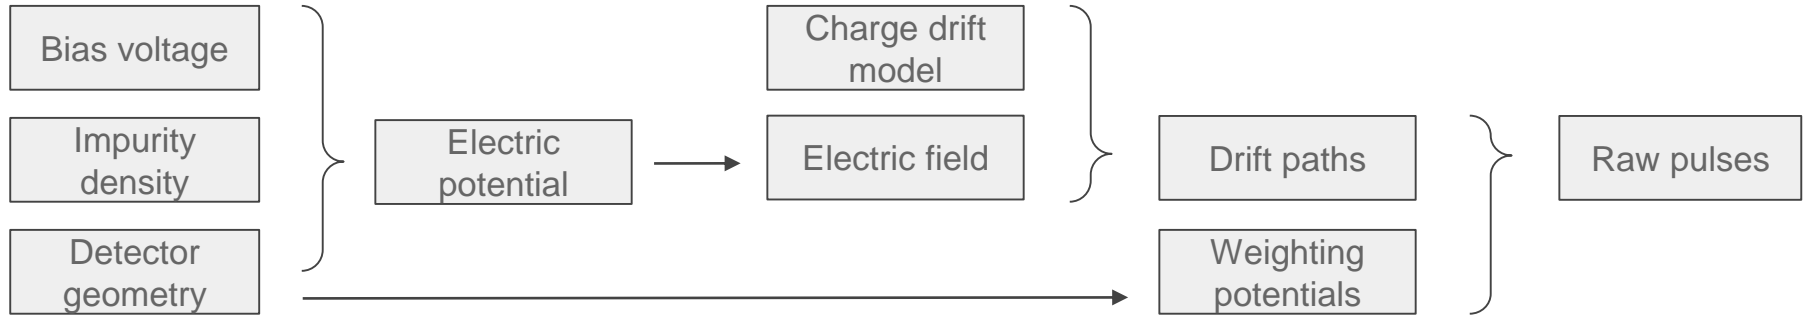 Bias voltage
Impurity
density
Detector
geometry
Electric
potential
Charge drift
model
Electric field
Drift paths
Weighting
potentials
Raw pulses